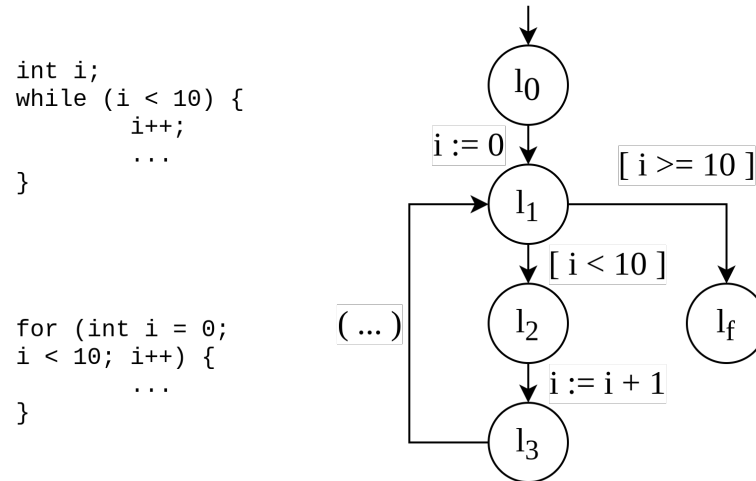 int i;
while (i < 10) {
i++;
...
}
for (int i = 0;
i < 10; i++) {
...
}
l0
i := 0
[ i >= 10 ]
l1
[ i < 10 ]
( ... )
l2
lf
i := i + 1
l3